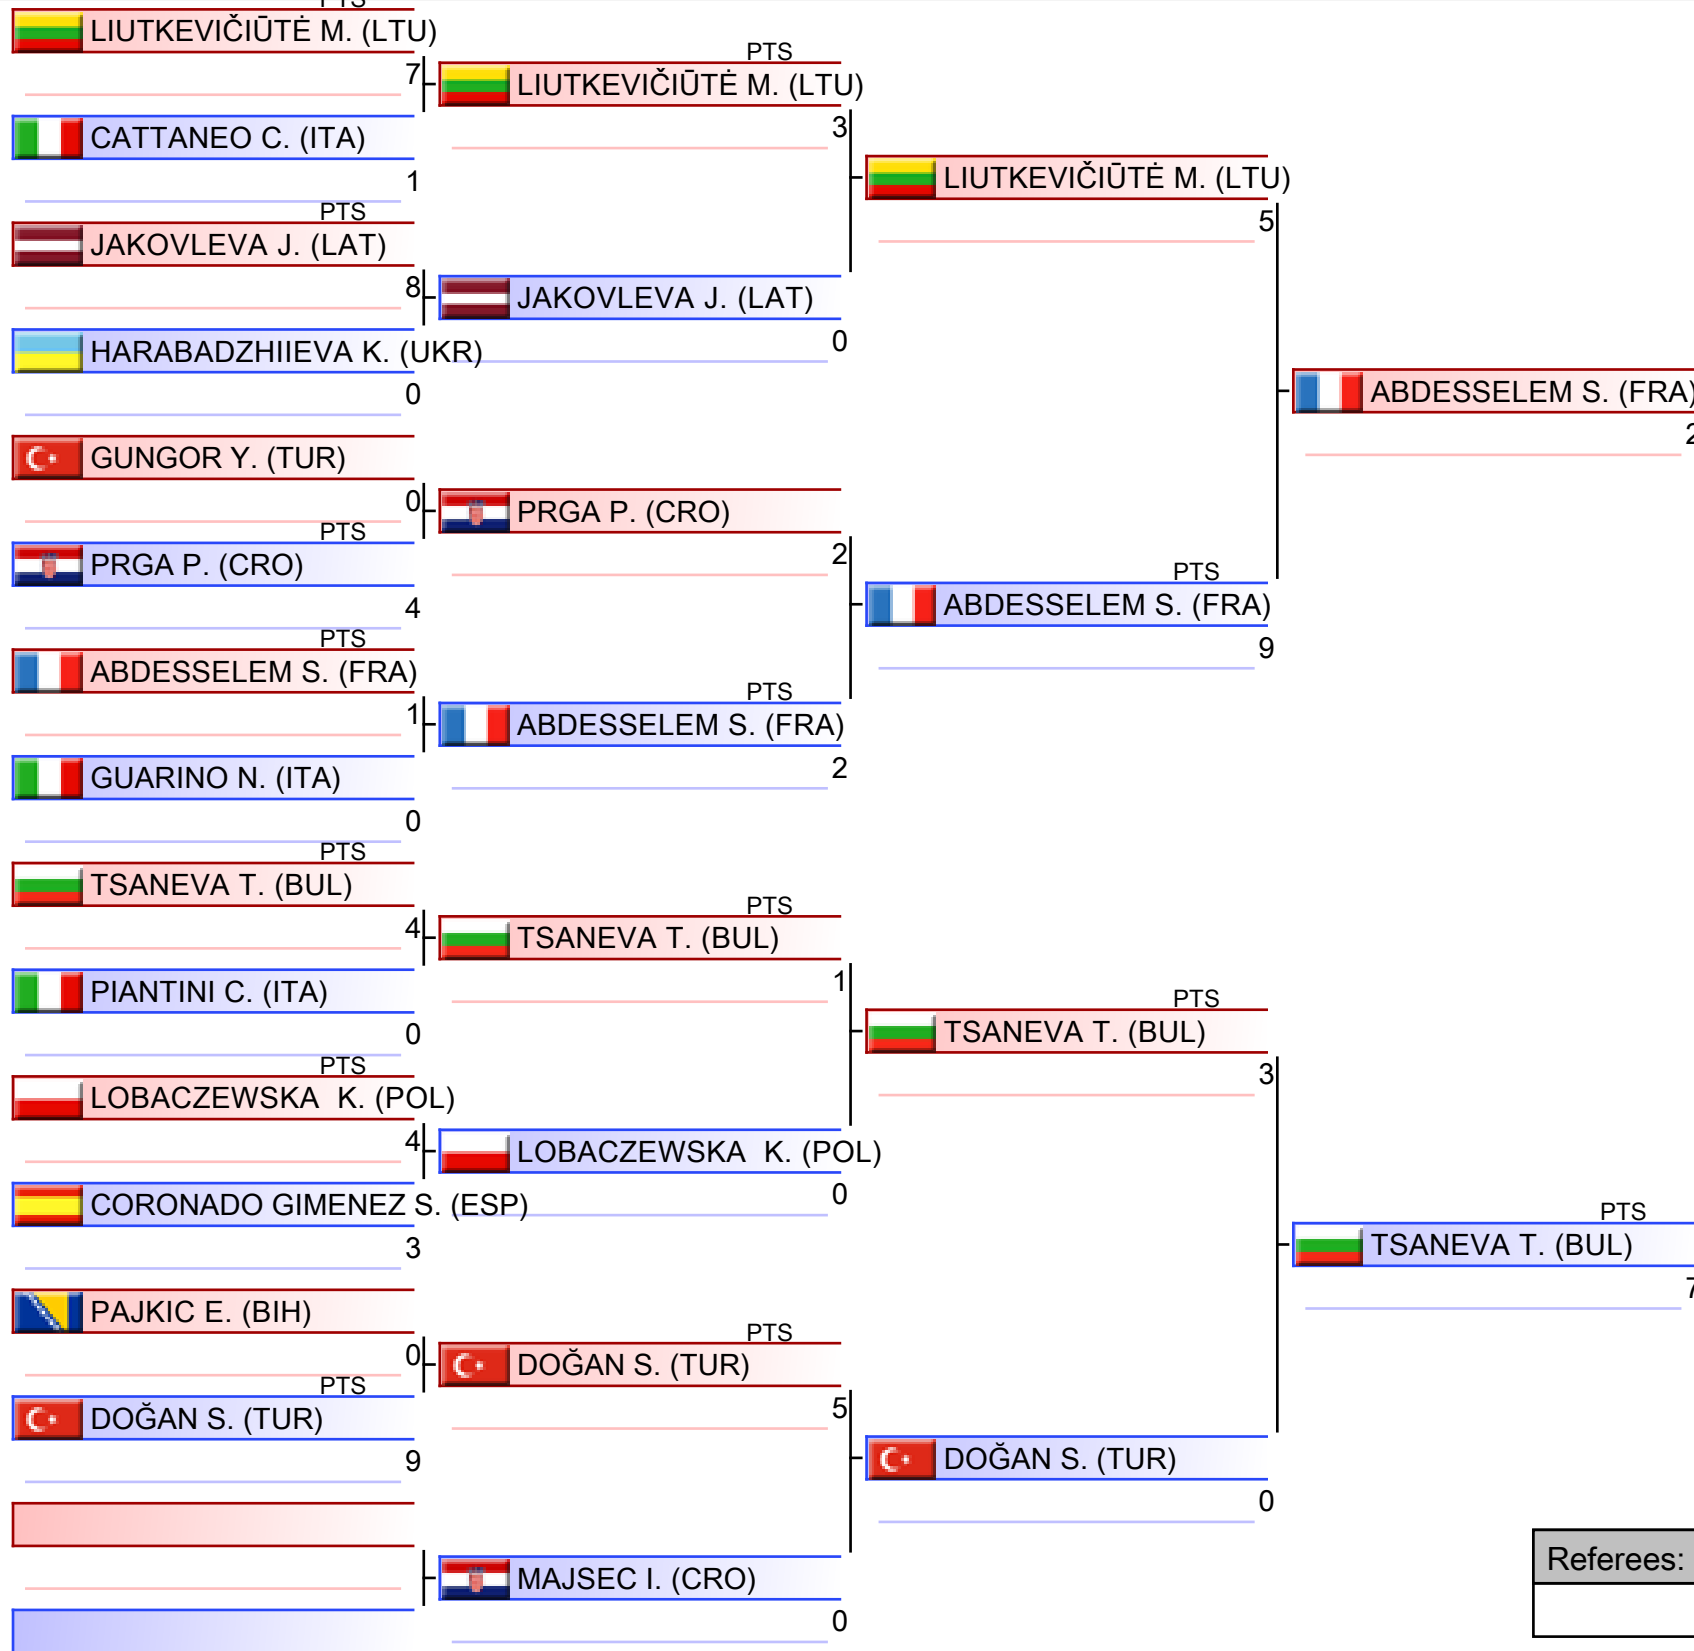 PTS
LIUTKEVIČIŪTĖ M. (LTU)
7
CATTANEO C. (ITA)
1
PTS
JAKOVLEVA J. (LAT)
8
HARABADZHIIEVA K. (UKR)
0
GUNGOR Y. (TUR)
0
PTS
PRGA P. (CRO)
4
PTS
ABDESSELEM S. (FRA)
1
GUARINO N. (ITA)
0
PTS
TSANEVA T. (BUL)
4
PIANTINI C. (ITA)
0
PTS
LOBACZEWSKA  K. (POL)
4
CORONADO GIMENEZ S. (ESP)
3
PAJKIC E. (BIH)
0
PTS
DOĞAN S. (TUR)
9
PTS
LIUTKEVIČIŪTĖ M. (LTU)
3
JAKOVLEVA J. (LAT)
0
PRGA P. (CRO)
2
PTS
ABDESSELEM S. (FRA)
2
PTS
TSANEVA T. (BUL)
1
LOBACZEWSKA  K. (POL)
0
PTS
DOĞAN S. (TUR)
5
MAJSEC I. (CRO)
0
LIUTKEVIČIŪTĖ M. (LTU)
5
PTS
ABDESSELEM S. (FRA)
9
PTS
TSANEVA T. (BUL)
3
DOĞAN S. (TUR)
0
ABDESSELEM S. (FRA)
2
PTS
TSANEVA T. (BUL)
7
Referees: